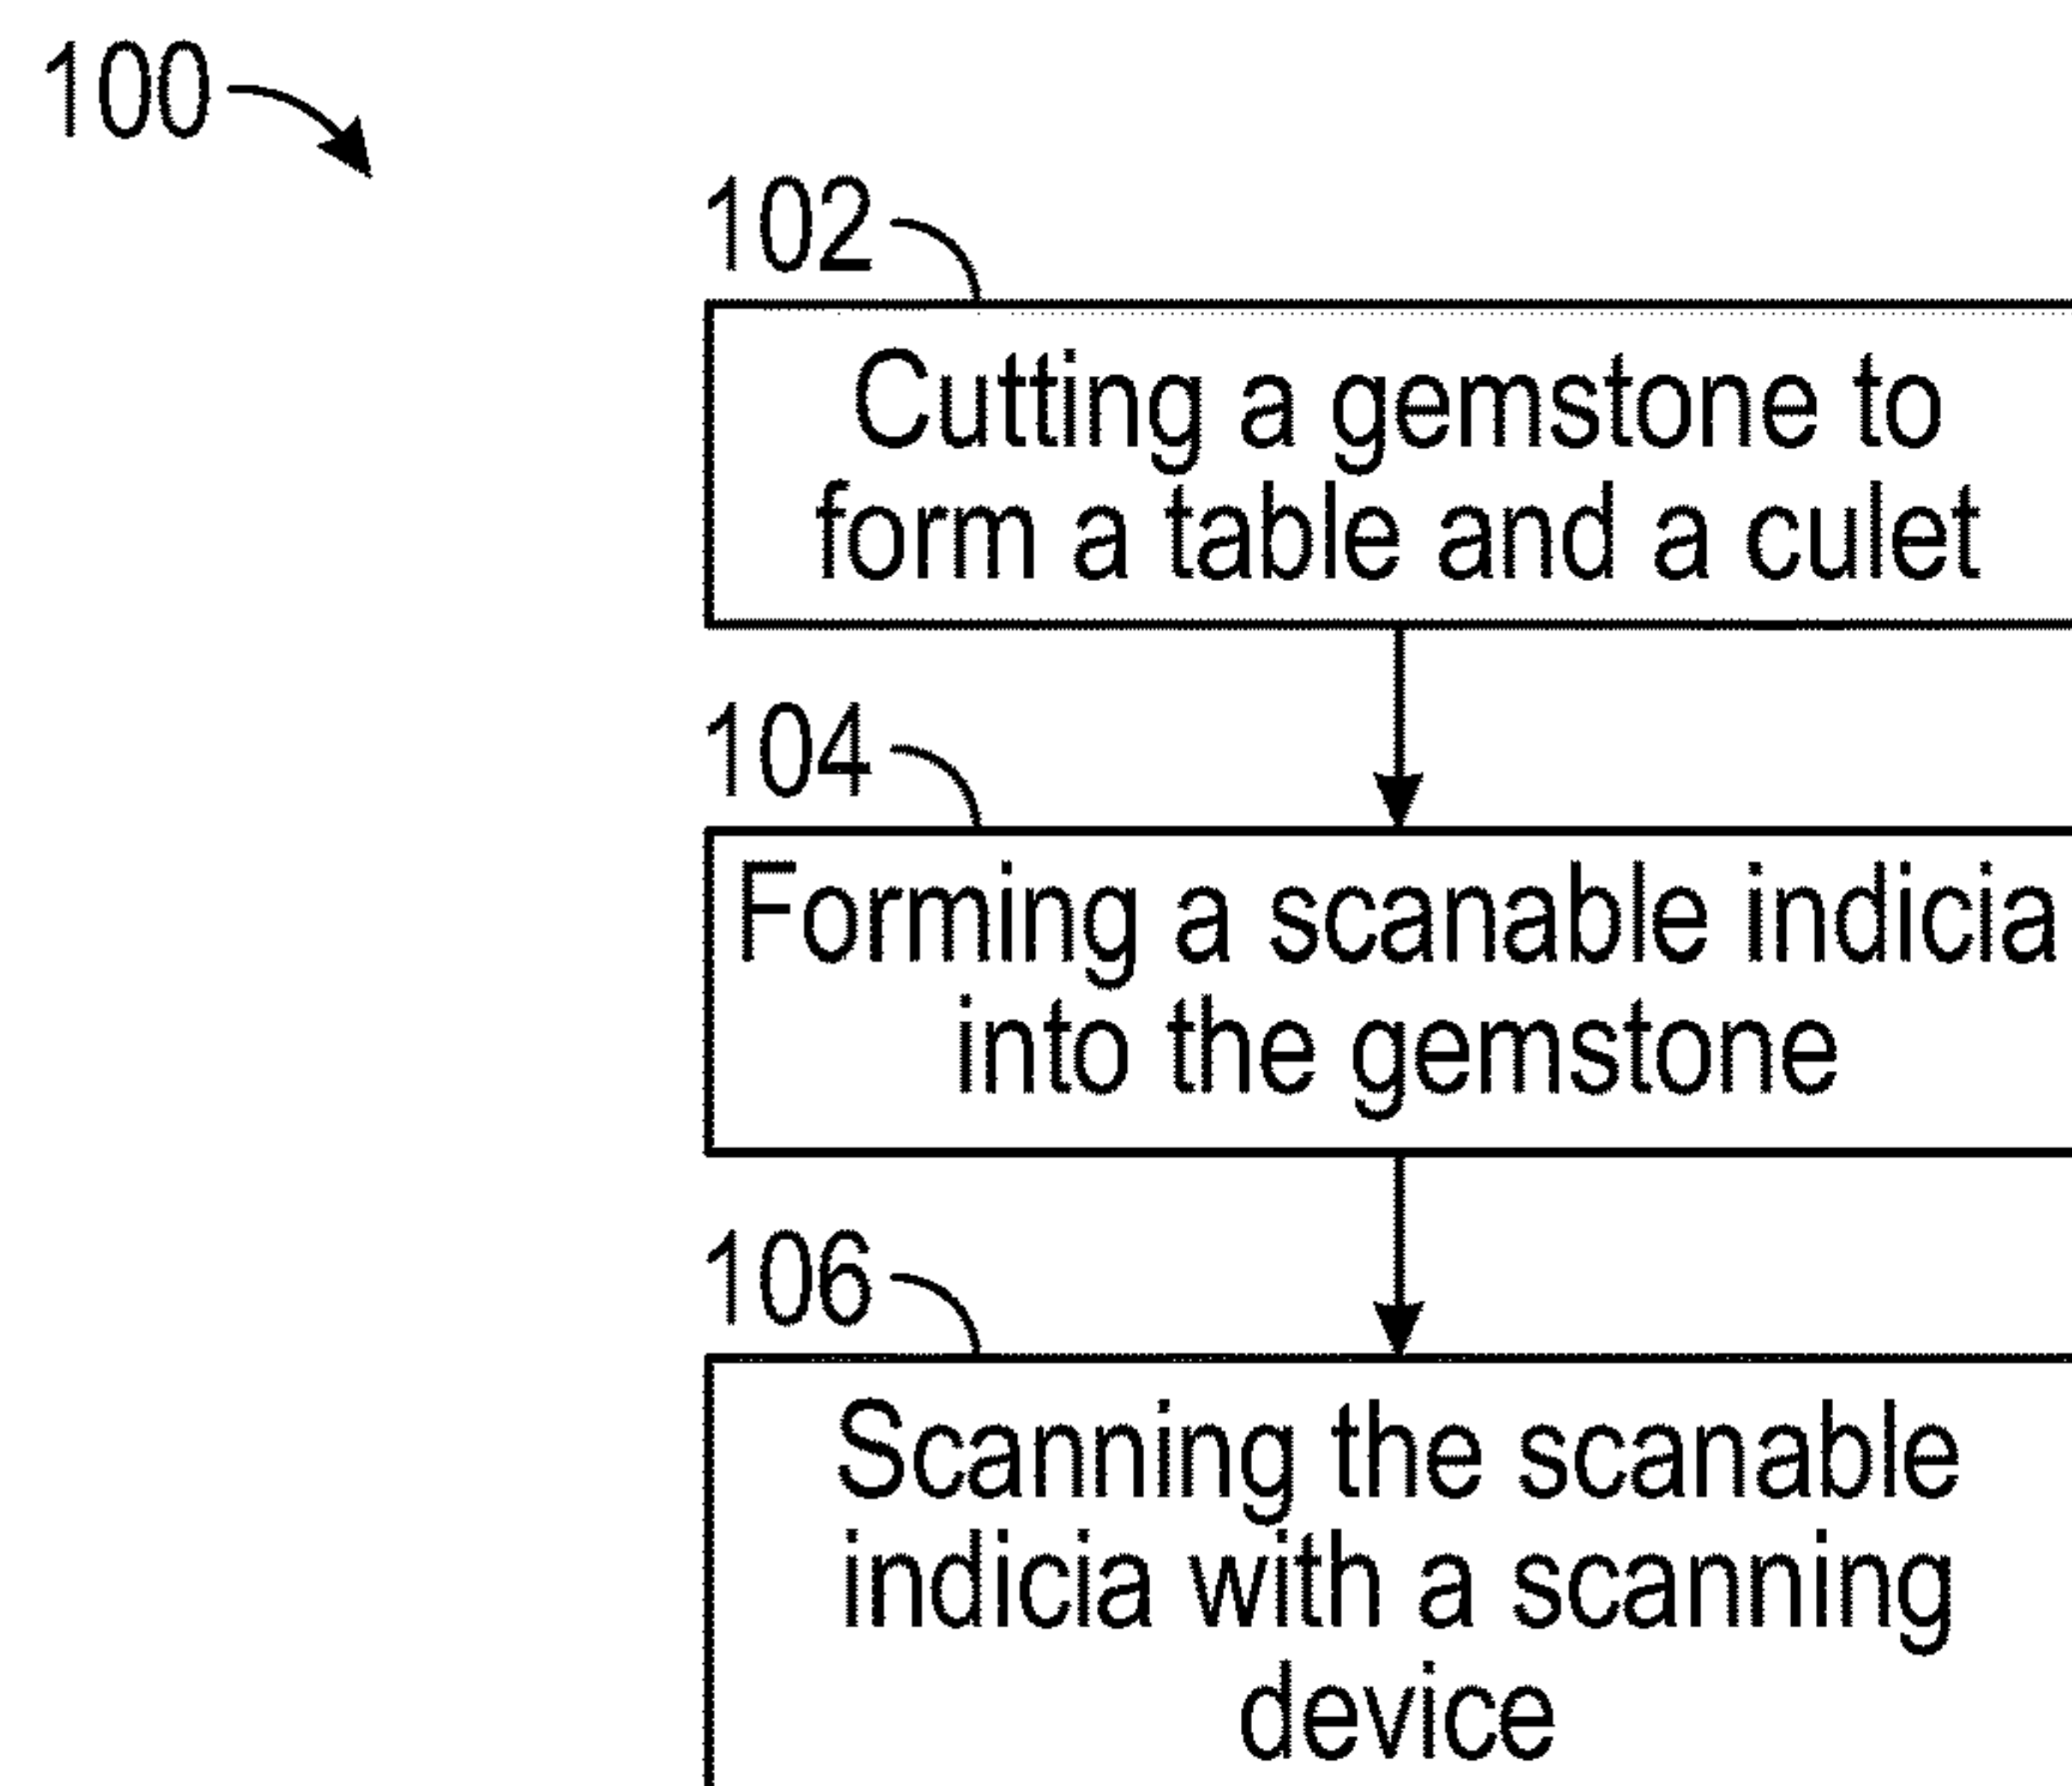 100
102
Cutting a gemstone to
form a table and a culet
104
Forming a scanable indicia
into the gemstone
106
Scanning the scanable
indicia with a scanning
device